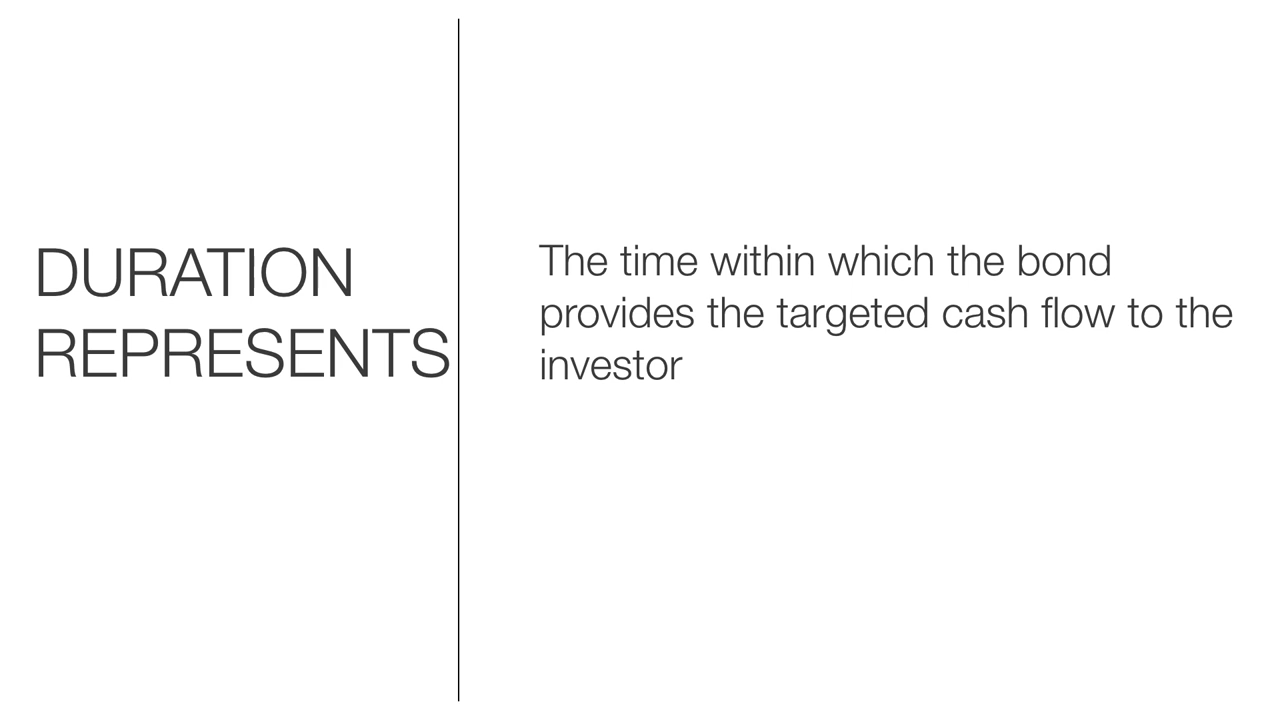 DURATION
REPRESENTS
The time within which the bond
provides the targeted cash flow to the
investor